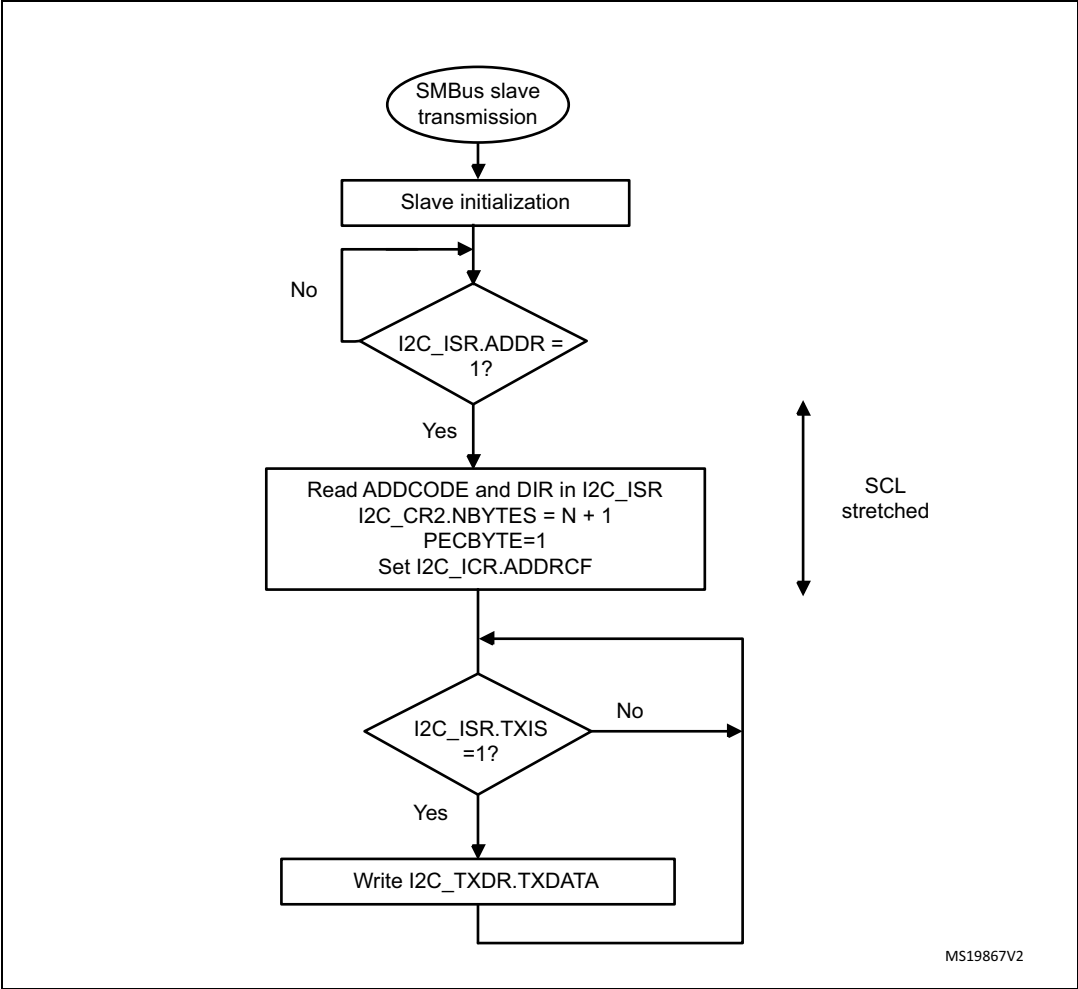 SMBus slave
transmission
Slave initialization
No
I2C_ISR.ADDR =
1?
Yes
Read ADDCODE and DIR in I2C_ISR
I2C_CR2.NBYTES = N + 1
PECBYTE=1
Set I2C_ICR.ADDRCF
SCL
stretched
I2C_ISR.TXIS
=1?
No
Yes
Write I2C_TXDR.TXDATA
MS19867V2